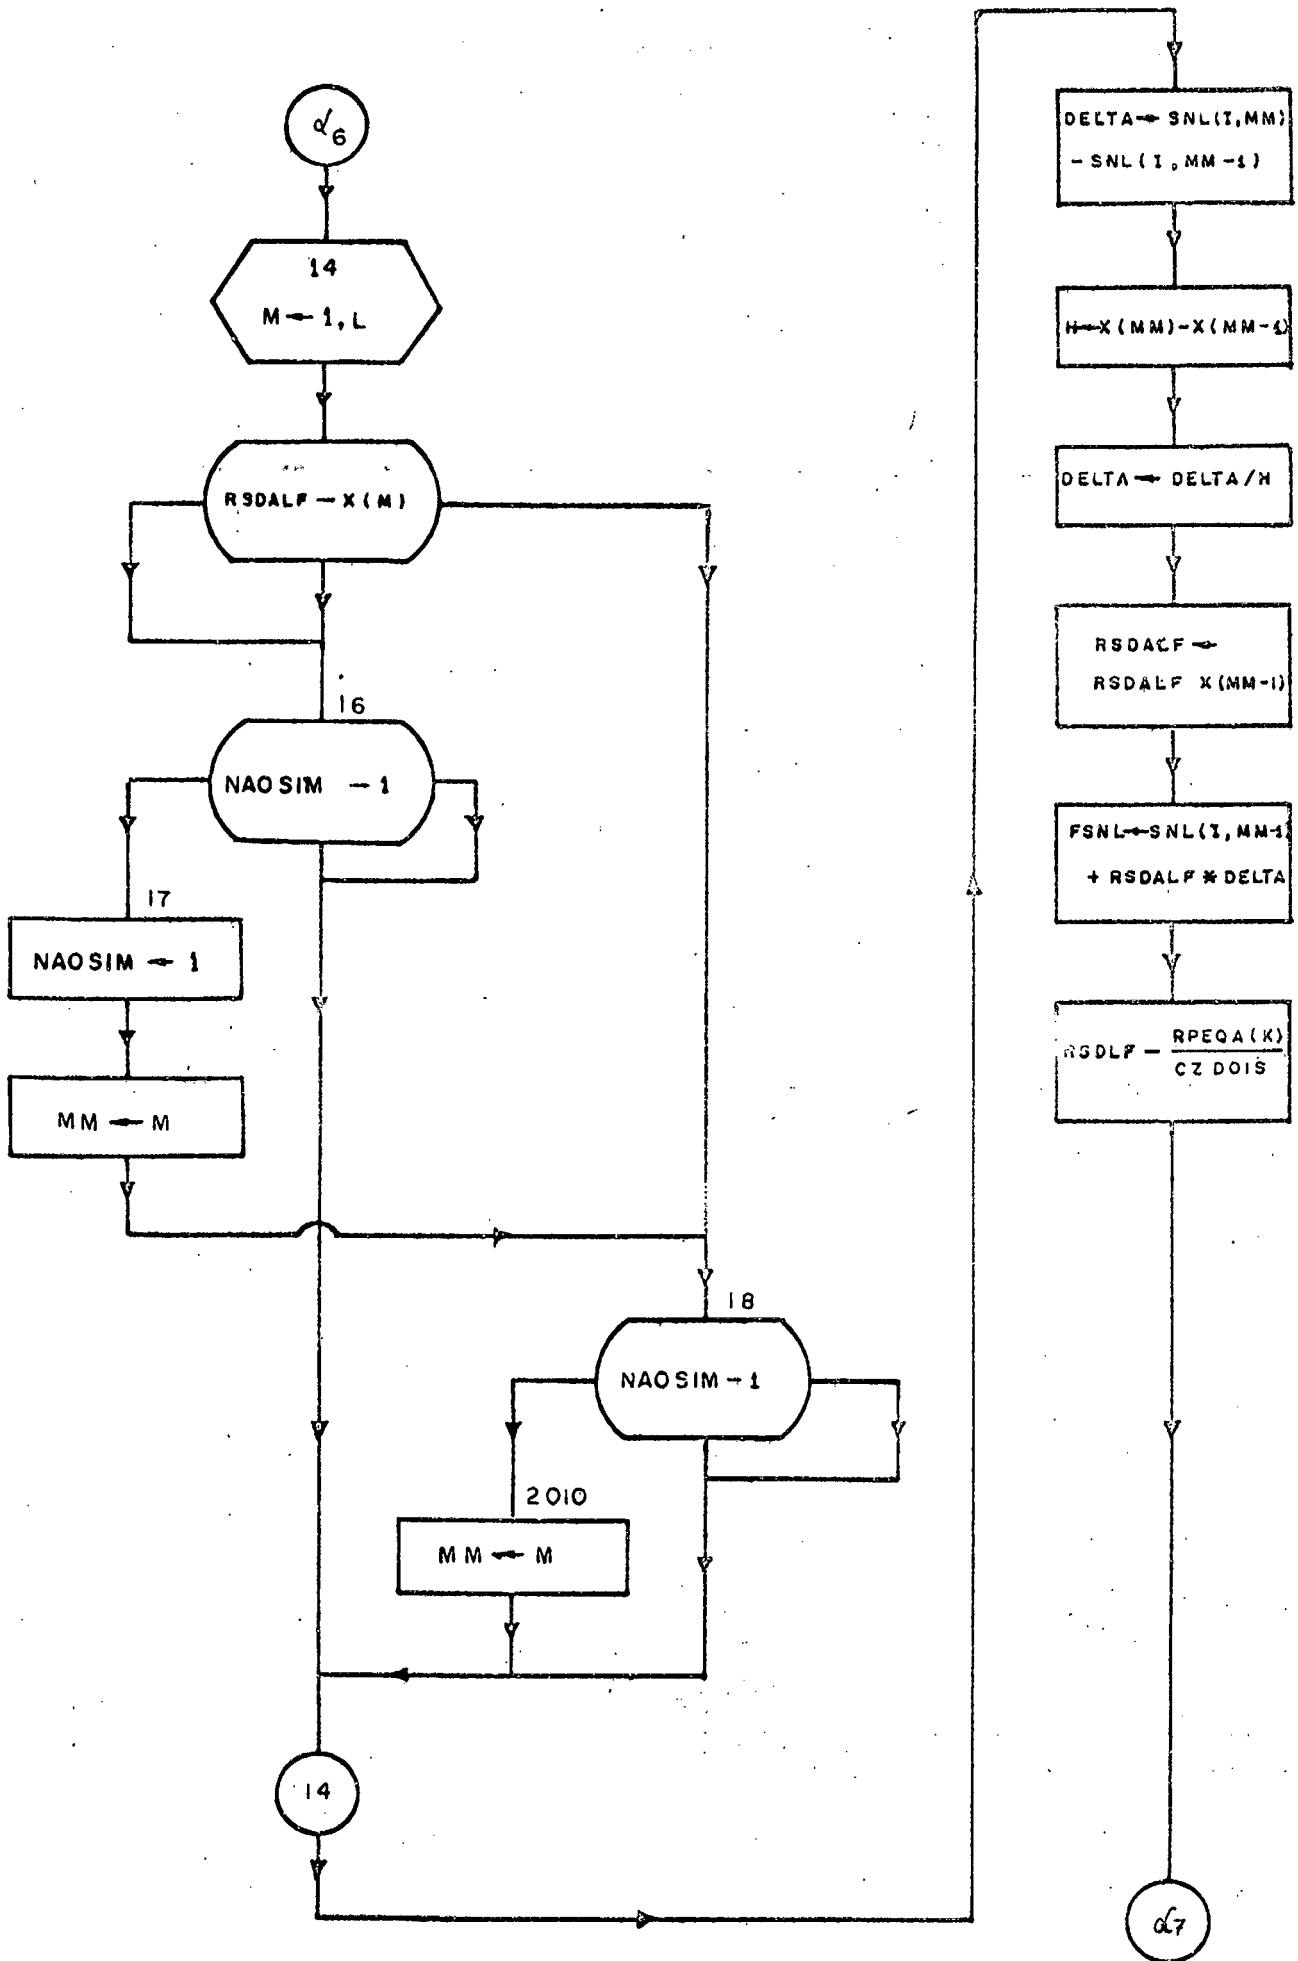 α6
14
M ← 1, L
RSDALF - X(M)
16
NAOSIM - 1
17
NAOSIM ← 1
MM ← M
18
NAOSIM - 1
2010
MM ← M
14
DELTA ← SNL(I,MM)
- SNL(I,MM-1)
H ← X(MM)-X(MM-1)
DELTA ← DELTA/H
RSDALF ←
RSDALF X(MM-1)
FSNL ← SNL(I,MM-1)
+ RSDALF * DELTA
RSDLF - RPEQA(K)
CZ DOIS
α7